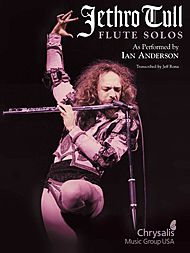 Jethro Tull
FLUTE SOLOS
As Performed by
IAN ANDERSON
Transcribed by Jeff Rona
Chrysalis
Music Group USA